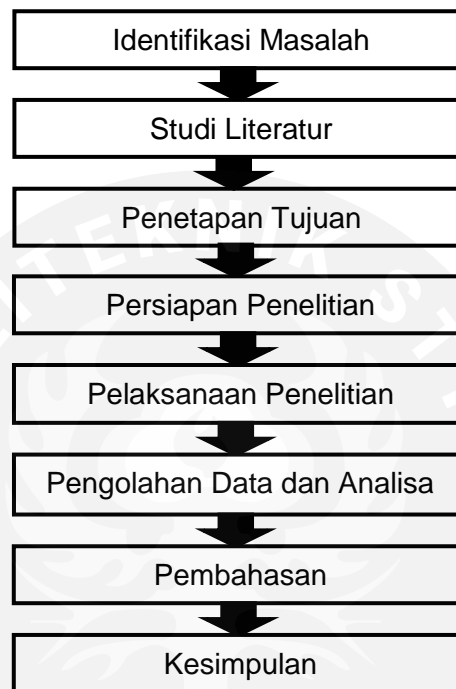 Identifikasi Masalah
Studi Literatur
Penetapan Tujuan
Persiapan Penelitian
Pelaksanaan Penelitian
Pengolahan Data dan Analisa
Pembahasan
Kesimpulan